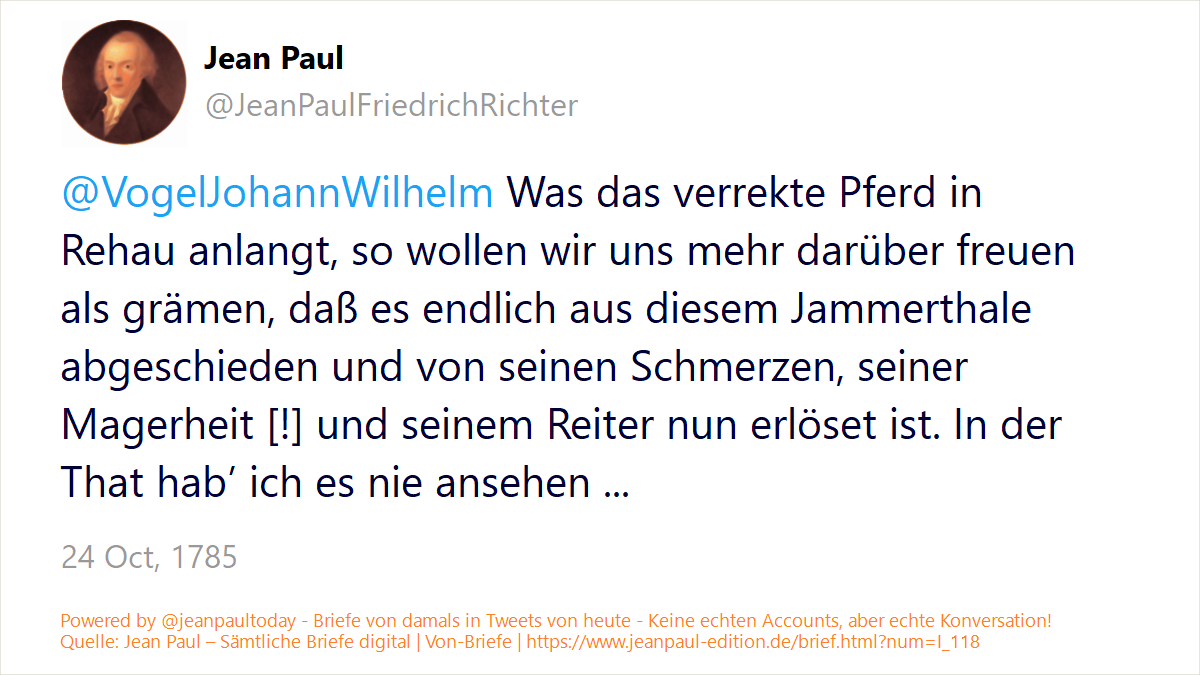 Jean Paul
@JeanPaulFriedrichRichter
@VogelJohannWilhelm Was das verrekte Pferd in
Rehau anlangt, so wollen wir uns mehr darüber freuen
als grämen, daß es endlich aus diesem Jammerthale
abgeschieden und von seinen Schmerzen, seiner
Magerheit [!] und seinem Reiter nun erlöset ist. In der
That hab’ ich es nie ansehen ...
24 Oct, 1785
Powered by @jeanpaultoday - Briefe von damals in Tweets von heute - Keine echten Accounts, aber echte Konversation!
Quelle: Jean Paul – Sämtliche Briefe digital | Von-Briefe | https://www.jeanpaul-edition.de/brief.html?num=I_118